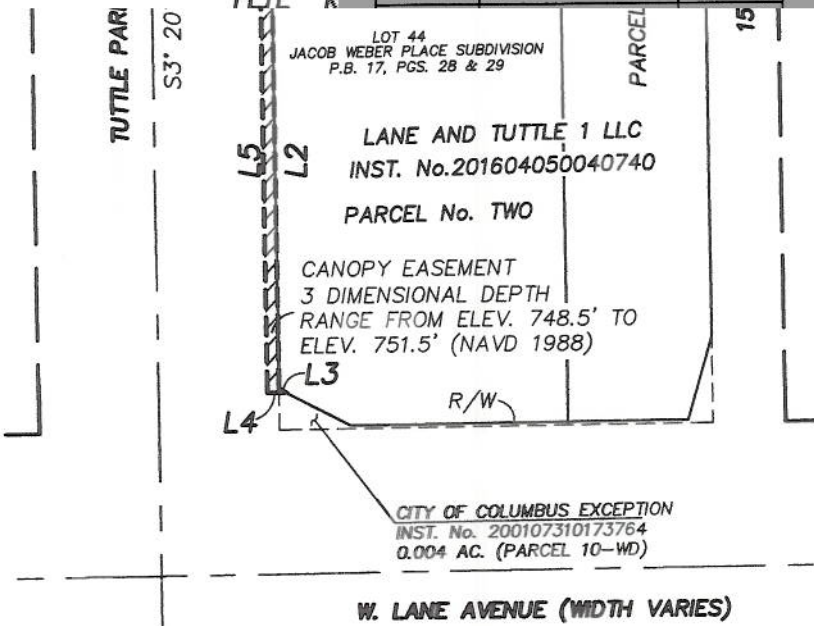 TUTTLE PAR
S3° 20
LOT 44
JACOB WEBER PLACE SUBDIVISION
P.B. 17, PGS. 28 & 29
PARCEL
15
LANE AND TUTTLE 1 LLC
INST. No.201604050040740
PARCEL No. TWO
L5
L2
CANOPY EASEMENT
3 DIMENSIONAL DEPTH
RANGE FROM ELEV. 748.5' TO
ELEV. 751.5' (NAVD 1988)
L3
L4
R/W
CITY OF COLUMBUS EXCEPTION
INST. No. 200107310173764
0.004 AC. (PARCEL 10-WD)
W. LANE AVENUE (WIDTH VARIES)